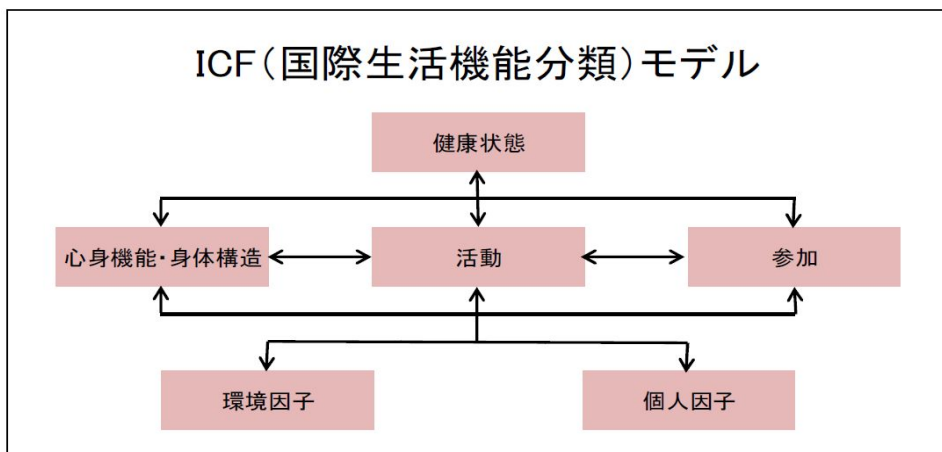 ICF(国際生活機能分類)モデル
健康状態
心身機能・身体構造
活動
参加
環境因子
個人因子